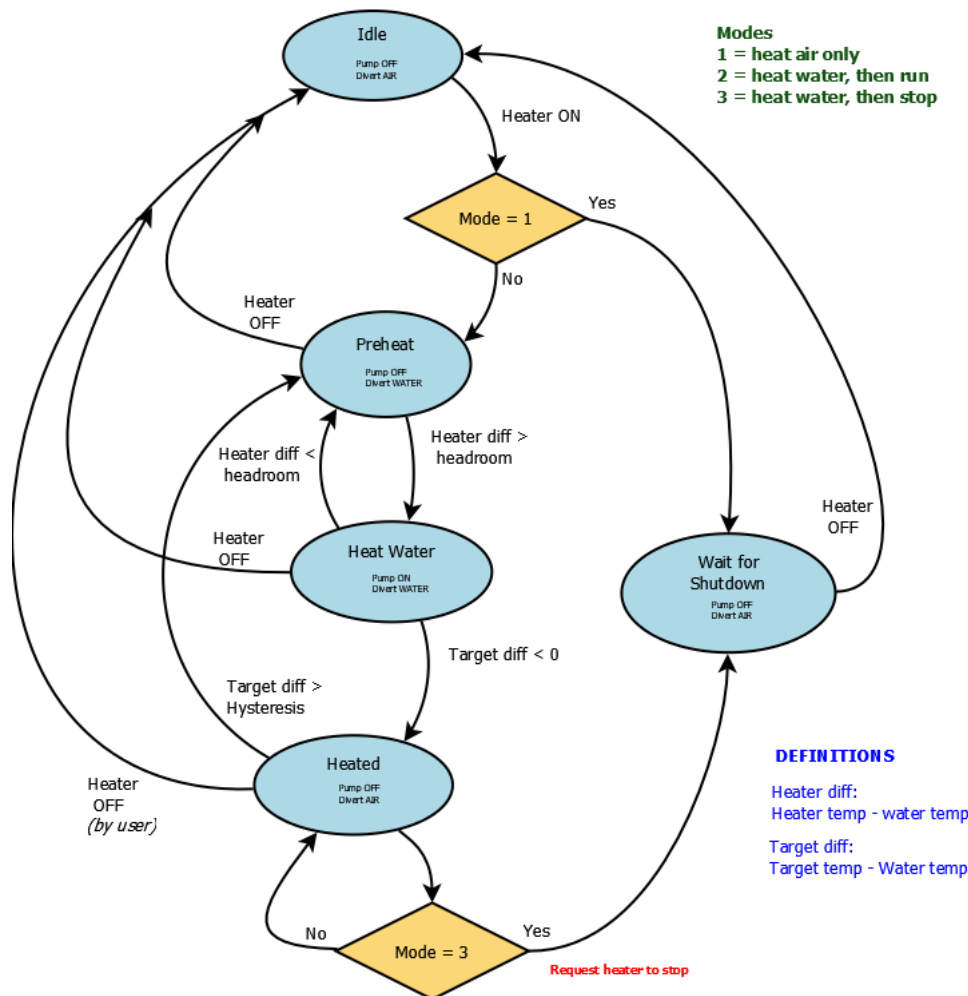 Idle
Pump OFF
Divert AIR
Modes
1 = heat air only
2 = heat water, then run
3 = heat water, then stop
Heater ON
Mode = 1
Yes
No
Heater
OFF
Preheat
Pump OFF
Divert WATER
Heater diff <
headroom
Heater diff >
headroom
Heater
OFF
Heat Water
Pump ON
Divert WATER
Heater
OFF
Wait for
Shutdown
Pump OFF
Divert AIR
Target diff < 0
Target diff >
Hysteresis
Heated
Pump OFF
Divert AIR
Heater
OFF
(by user)
DEFINITIONS
Heater diff:
Heater temp - water temp
Target diff:
Target temp - Water temp
No
Mode = 3
Yes
Request heater to stop